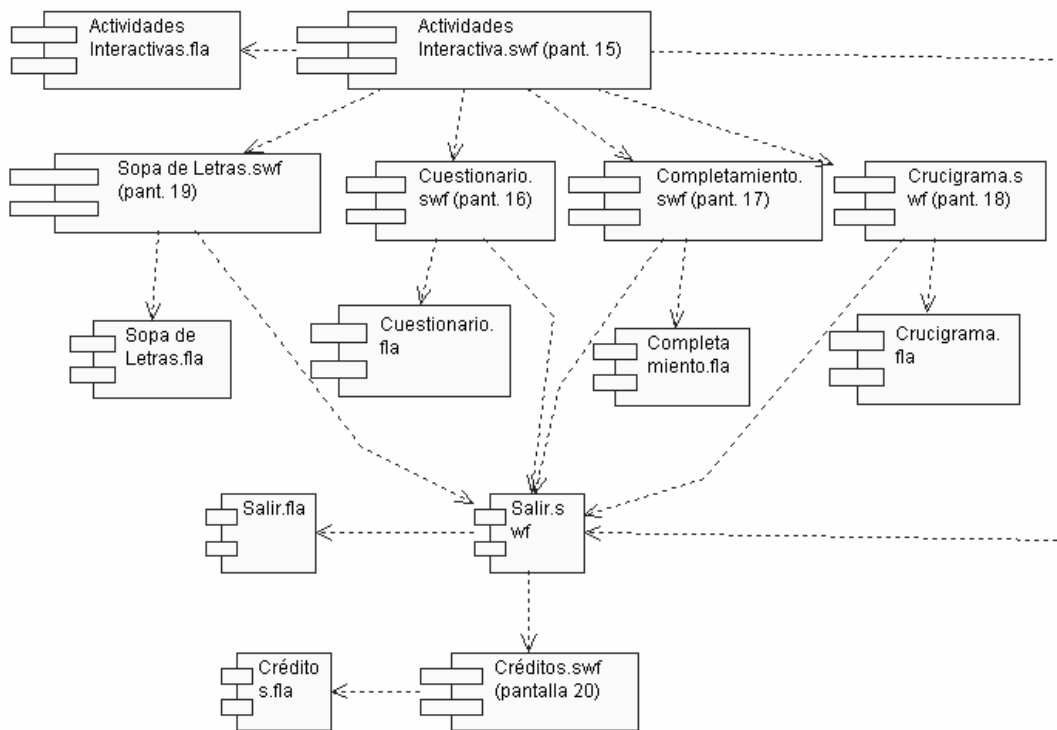 Actividades
Interactivas.fla
Actividades
Interactiva.swf (pant. 15)
Sopa de Letras.swf
(pant. 19)
Cuestionario.
swf (pant. 16)
Completamiento.
swf (pant. 17)
Crucigrama.s
wf (pant. 18)
Sopa de
Letras.fla
Cuestionario.
fla
Completa
miento.fla
Crucigrama.
fla
Salir.fla
Salir.s
wf
Crédito
s.fla
Créditos.swf
(pantalla 20)